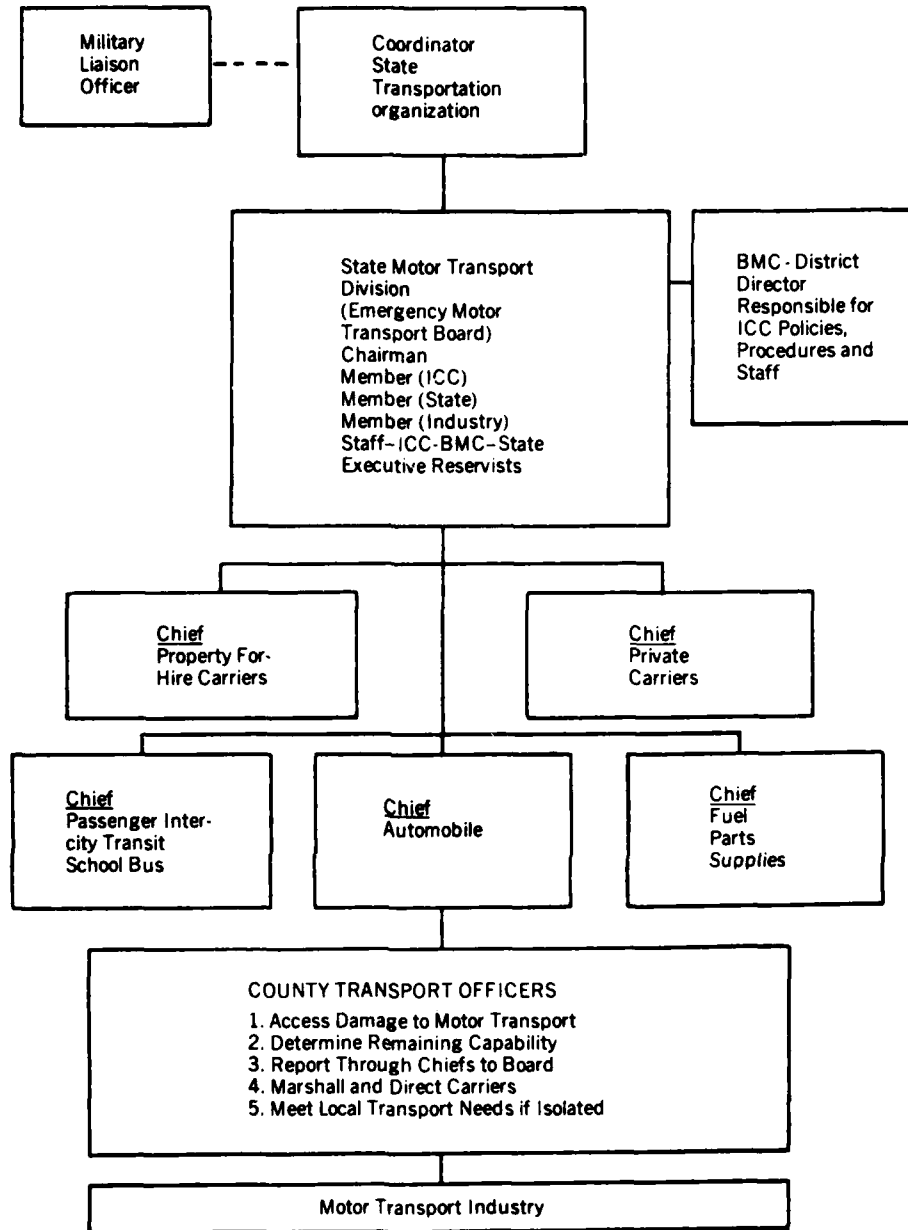 Military
Liaison
Officer
Coordinator
State
Transportation
organization
State Motor Transport
Division
(Emergency Motor
Transport Board)
Chairman
Member (ICC)
Member (State)
Member (Industry)
Staff-ICC-BMC-State
Executive Reservists
BMC - District
Director
Responsible for
ICC Policies,
Procedures and
Staff
Chief
Property For-
Hire Carriers
Chief
Private
Carriers
Chief
Passenger Inter-
city Transit
School Bus
Chief
Automobile
Chief
Fuel
Parts
Supplies
COUNTY TRANSPORT OFFICERS
1. Access Damage to Motor Transport
2. Determine Remaining Capability
3. Report Through Chiefs to Board
4. Marshall and Direct Carriers
5. Meet Local Transport Needs if Isolated
Motor Transport Industry